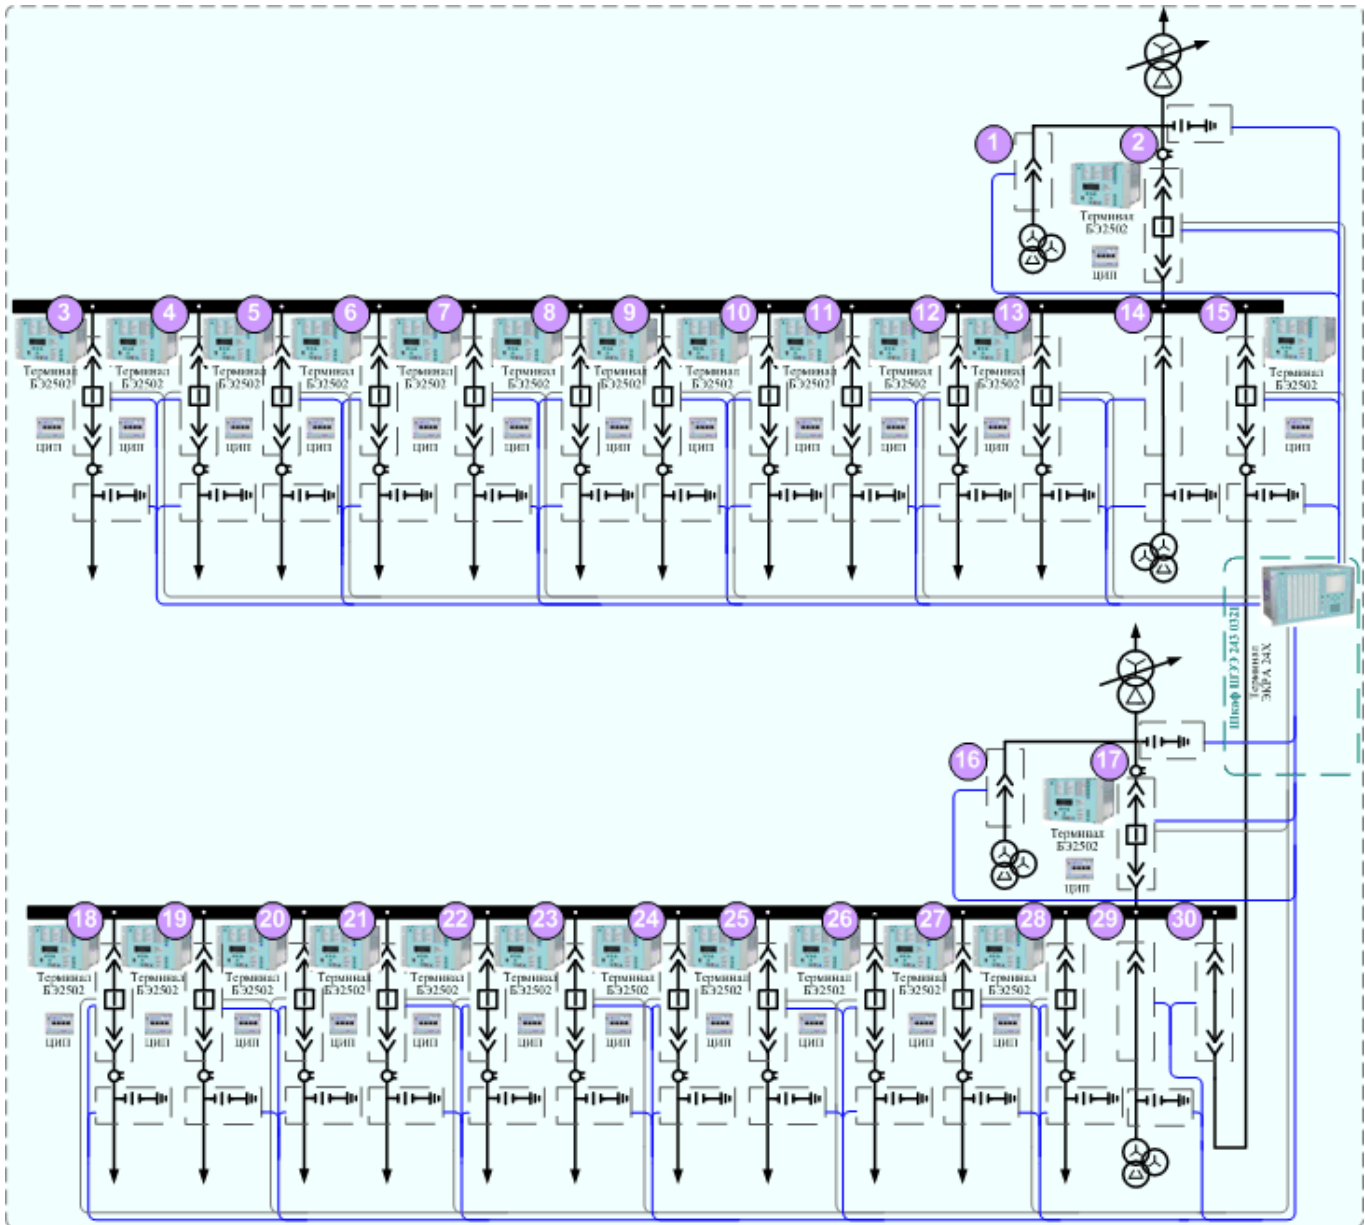 1
2
Терминал
БЭ2502
ЦИП
3
4
5
6
7
8
9
10
11
12
13
14
15
Терминал
БЭ2502
Терминал
БЭ2502
Терминал
БЭ2502
Терминал
БЭ2502
Терминал
БЭ2502
Терминал
БЭ2502
Терминал
БЭ2502
Терминал
БЭ2502
Терминал
БЭ2502
Терминал
БЭ2502
Терминал
БЭ2502
Терминал
БЭ2502
ЦИП
ЦИП
ЦИП
ЦИП
ЦИП
ЦИП
ЦИП
ЦИП
ЦИП
ЦИП
ЦИП
ЦИП
Шкаф ШЭЭ 243 0321
Терминал
ЭКРА 24Х
16
17
Терминал
БЭ2502
ЦИП
18
19
20
21
22
23
24
25
26
27
28
29
30
Терминал
БЭ2502
Терминал
БЭ2502
Терминал
БЭ2502
Терминал
БЭ2502
Терминал
БЭ2502
Терминал
БЭ2502
Терминал
БЭ2502
Терминал
БЭ2502
Терминал
БЭ2502
Терминал
БЭ2502
Терминал
БЭ2502
ЦИП
ЦИП
ЦИП
ЦИП
ЦИП
ЦИП
ЦИП
ЦИП
ЦИП
ЦИП
ЦИП